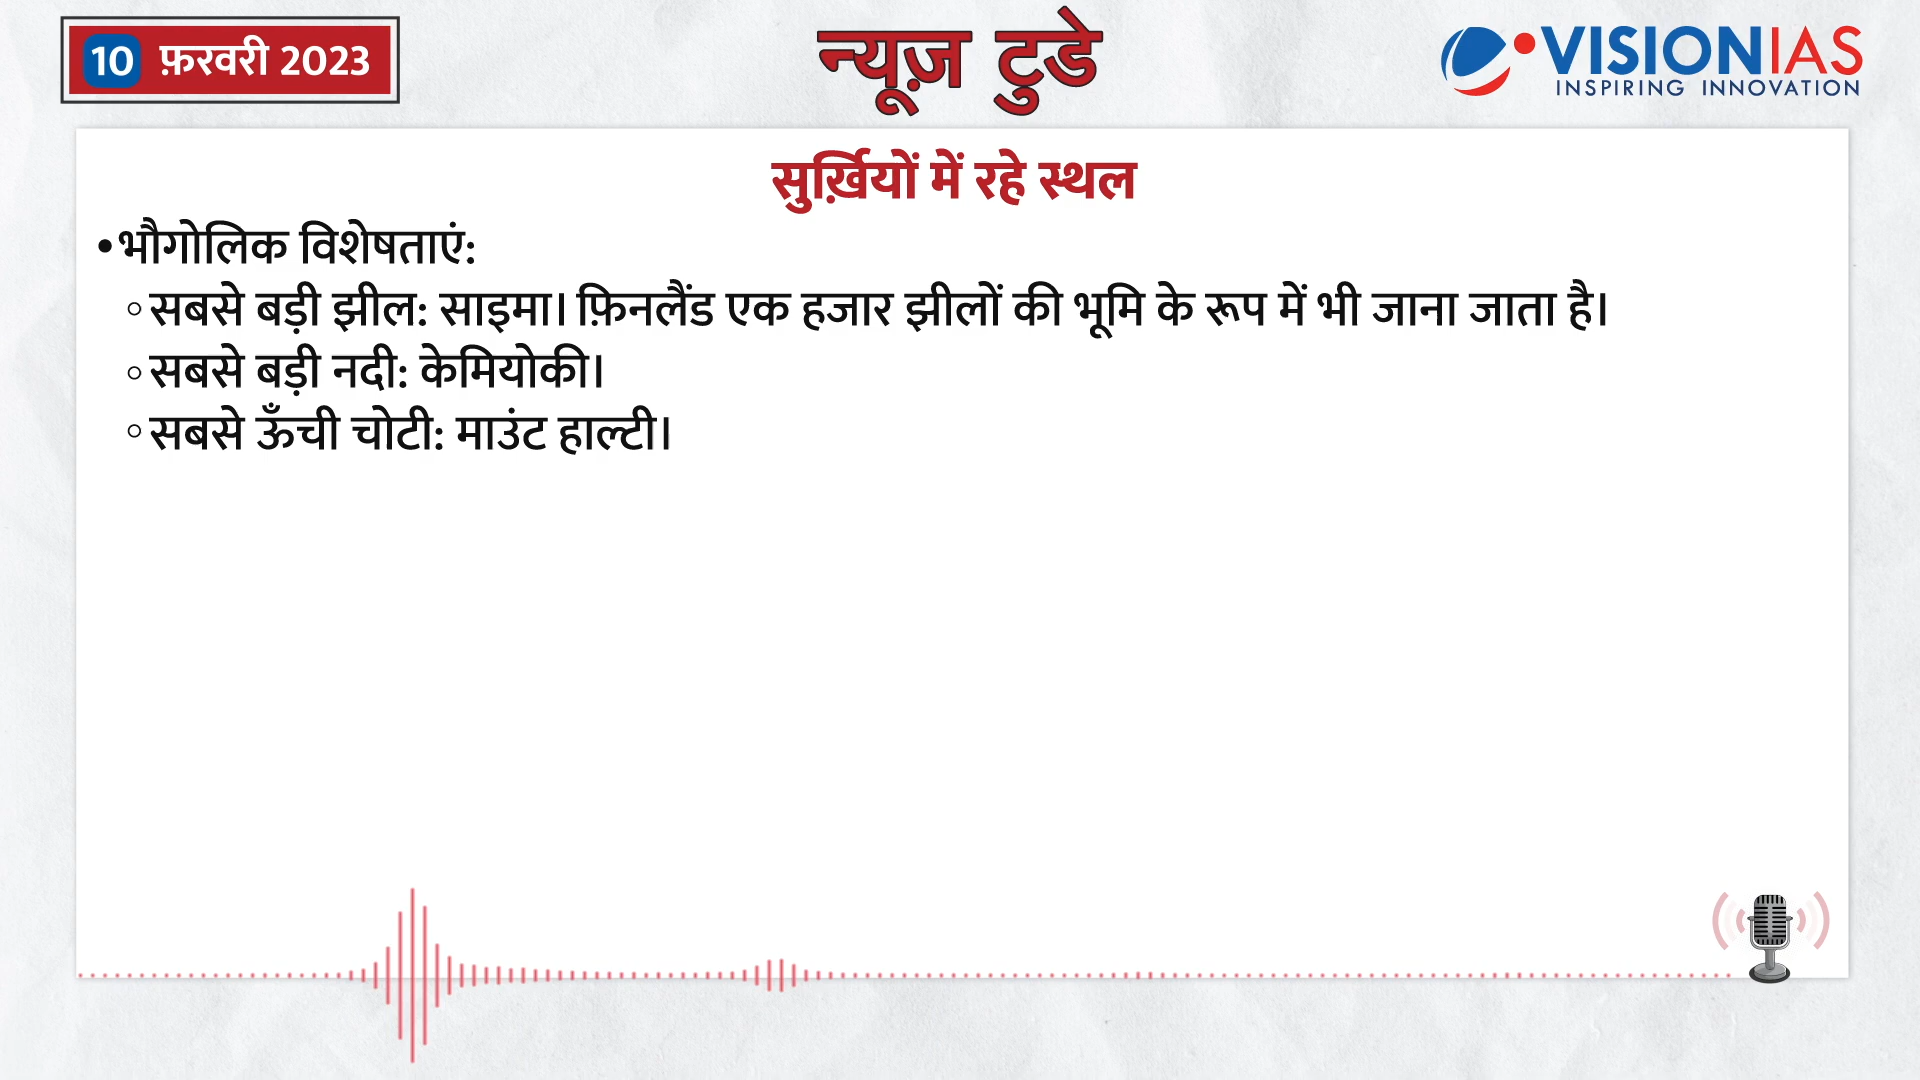 10 फ़रवरी 2023
न्यूज़ टुडे
VISIONIAS
INSPIRING INNOVATION
सुर्ख़ियों में रहे स्थल
•भौगोलिक विशेषताएं:
◦सबसे बड़ी झील: साइमा। फ़िनलैंड एक हजार झीलों की भूमि के रूप में भी जाना जाता है।
◦सबसे बड़ी नदी: केमियोकी।
◦सबसे ऊँची चोटी: माउंट हाल्टी।